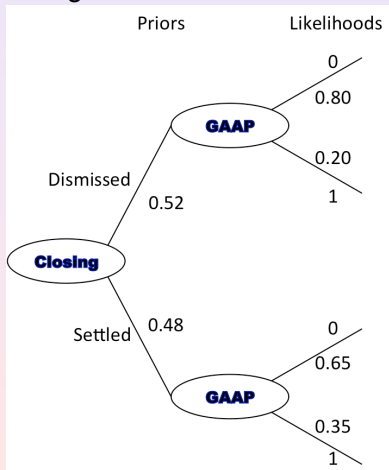 Priors Likelihoods
0
GAAP
0.80
0.20
Dismissed
1
0.52
Closing
Settled
0.48
0
0.65
GAAP
0.35
1